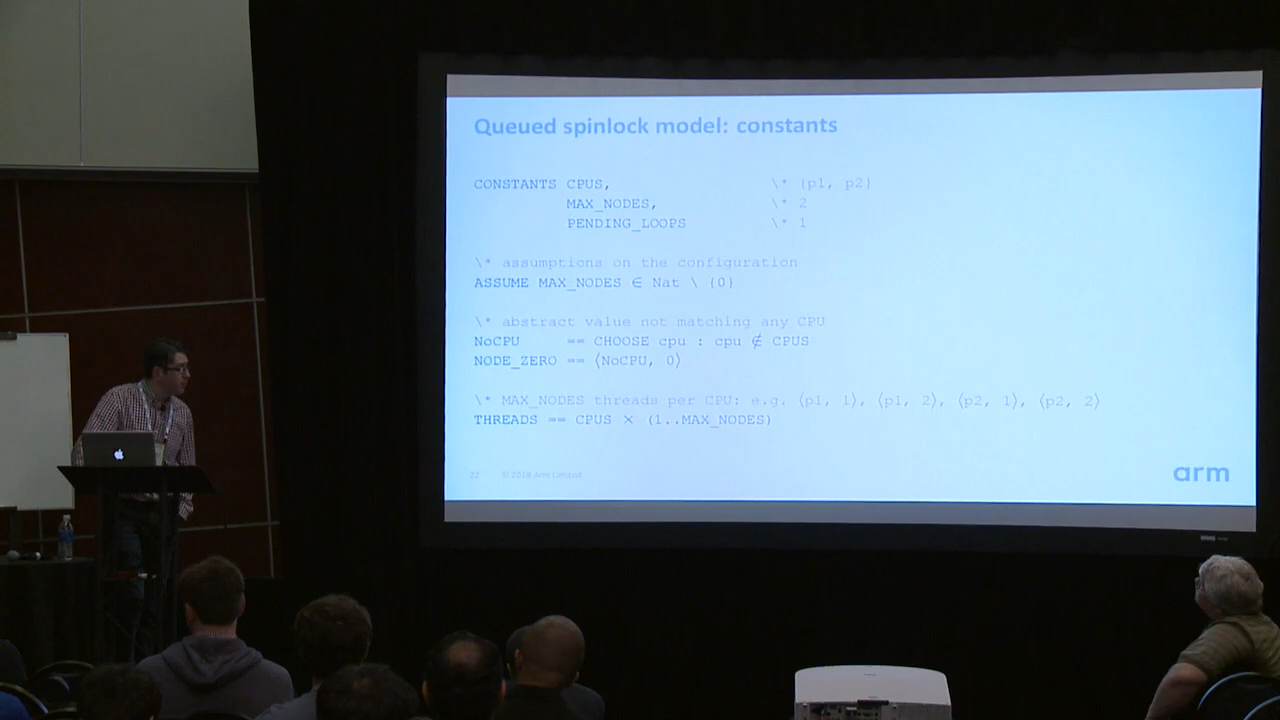 Queued spinlock model: constants
CONSTANTS CPUS, \* {p1, p2}
MAX_NODES, \* 2
PENDING_LOOPS \* 1
\* assumptions on the configuration
ASSUME MAX_NODES ∈ Nat \ {0}
\* abstract value not matching any CPU
NoCPU == CHOOSE cpu : cpu ∉ CPUS
NODE_ZERO == ⟨NoCPU, 0⟩
\* MAX_NODES threads per CPU: e.g. ⟨p1, 1⟩, ⟨p1, 2⟩, ⟨p2, 1⟩, ⟨p2, 2⟩
THREADS == CPUS × (1..MAX_NODES)
22 © 2018 Arm Limited
arm